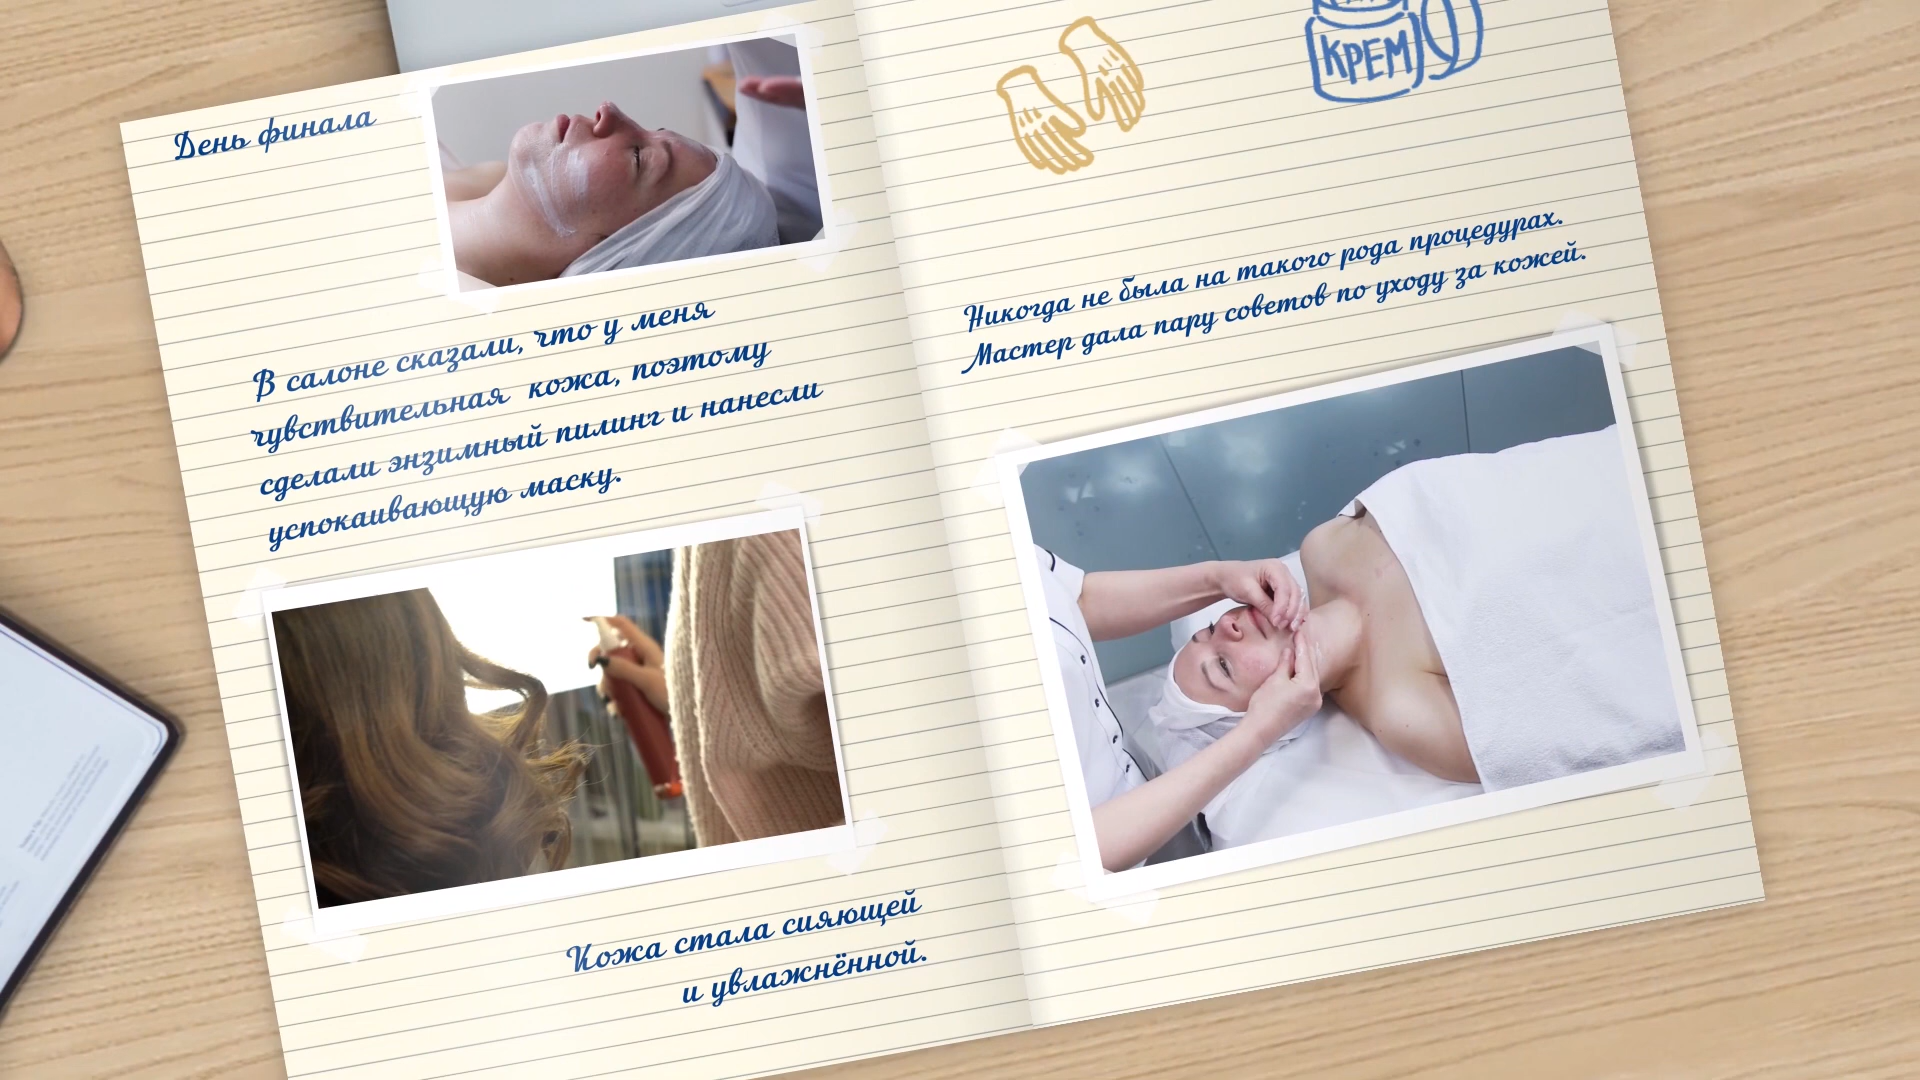 День финала
В салоне сказали, что у меня
чувствительная кожа, поэтому
сделали энзимный пилинг и нанесли
успокаивающую маску.
Кожа стала сияющей
и увлажнённой.
КРЕМ
Никогда не была на такого рода процедурах.
Мастер дала пару советов по уходу за кожей.